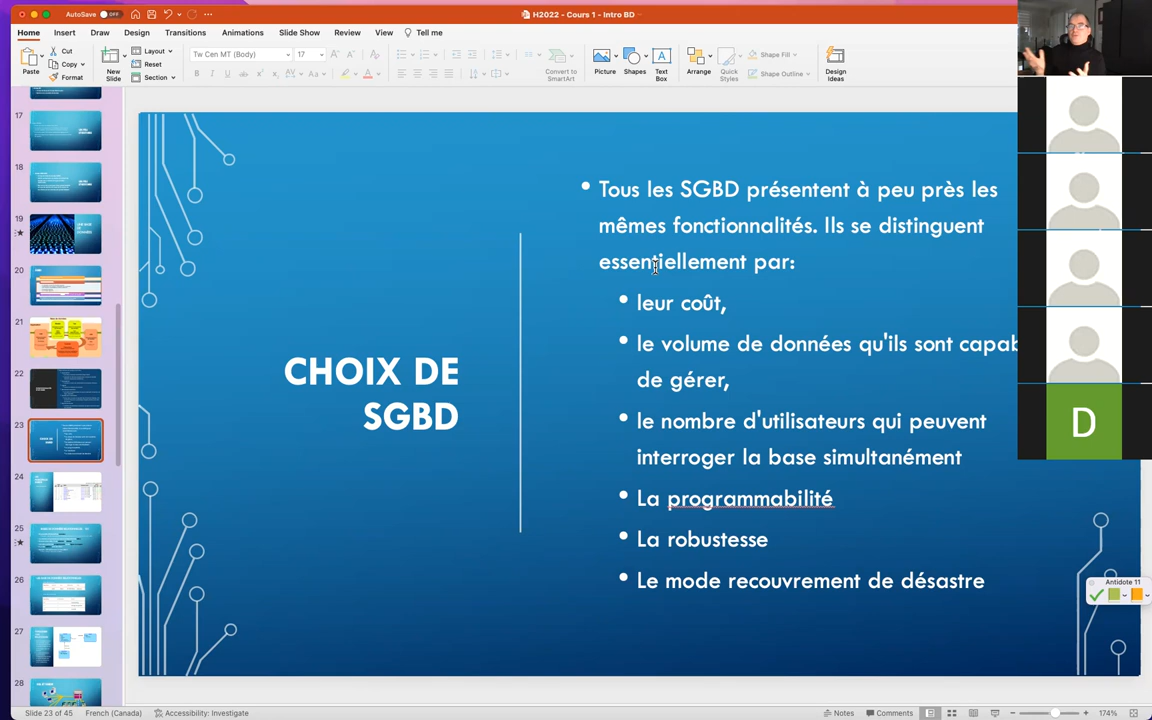 AutoSave OFF
H2022 - Cours 1 - Intro BD
Home Insert Draw Design Transitions Animations Slide Show Review View Tell me
Paste
Cut
Copy
Format
New
Slide
Layout
Reset
Section
Tw Cen MT (Body) 17
Convert to
SmartArt
Picture
Shapes
Text
Box
Arrange
Quick
Styles
Shape Fill
Shape Outline
Design
Ideas
17
18
19
20
21
22
23
24
25
26
27
28
CHOIX DE
SGBD
• Tous les SGBD présentent à peu près les
mêmes fonctionnalités. Ils se distinguent
essentiellement par:
• leur coût,
• le volume de données qu'ils sont capab
de gérer,
• le nombre d'utilisateurs qui peuvent
interroger la base simultanément
• La programmabilité
• La robustesse
• Le mode recouvrement de désastre
D
Antidote 11
Slide 23 of 45 French (Canada) Accessibility: Investigate Notes Comments 174%